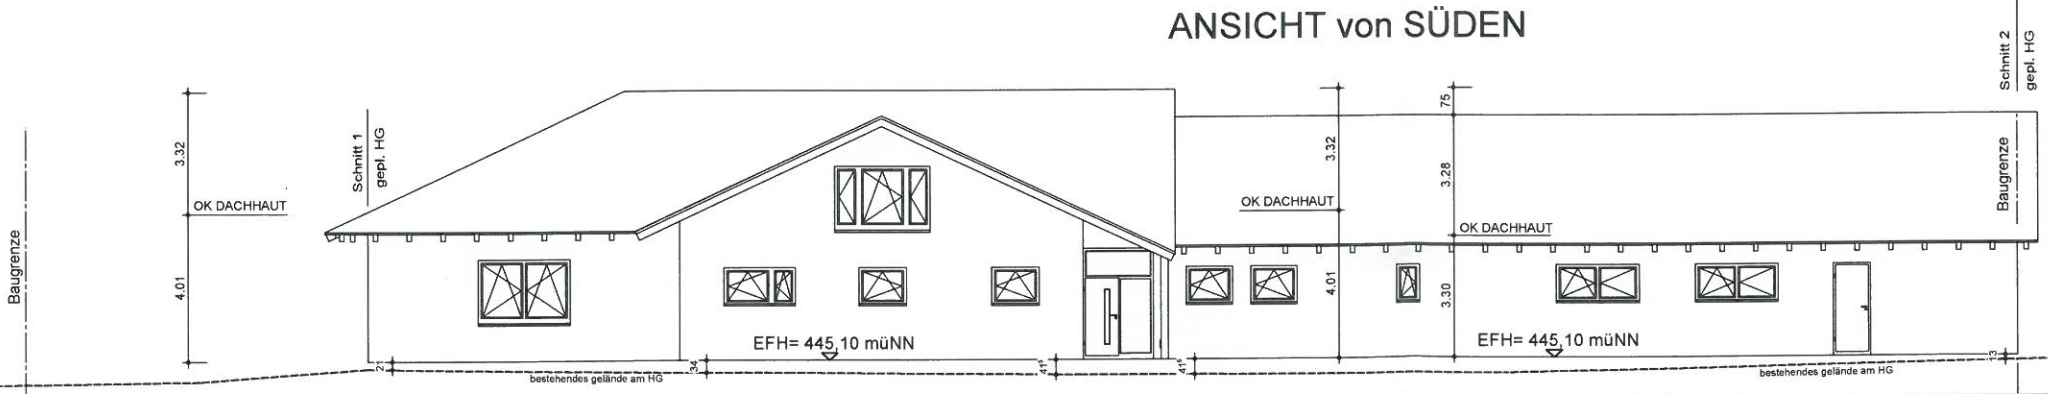 ANSICHT von SÜDEN
Schnitt 2
gepl. HG
Schnitt 1
gepl. HG
3.32
OK DACHHAUT
4.01
Baugrenze
3.32
OK DACHHAUT
4.01
75
3.28
OK DACHHAUT
3.30
Baugrenze
EFH= 445,10 müNN
EFH= 445,10 müNN
21
34
41⁵
41⁵
13
bestehendes gelände am HG
bestehendes gelände am HG